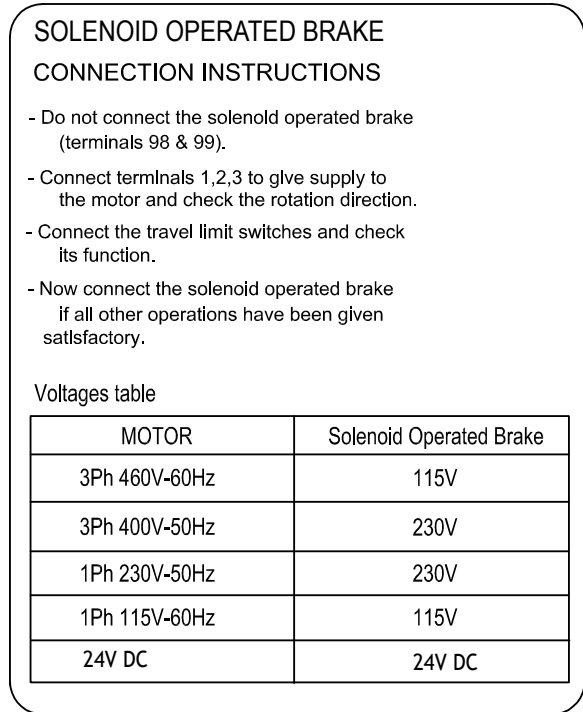 SOLENOID OPERATED BRAKE
CONNECTION INSTRUCTIONS
- Do not connect the solenold operated brake
(terminals 98 & 99).
- Connect termlnals 1,2,3 to glve supply to
the motor and check the rotation direction.
- Connect the travel limit switches and check
its function.
- Now connect the solenoid operated brake
if all other operations have been given
satlsfactory.
Voltages table
MOTOR Solenoid Operated Brake
3Ph 460V-60Hz 115V
3Ph 400V-50Hz 230V
1Ph 230V-50Hz 230V
1Ph 115V-60Hz 115V
24V DC 24V DC